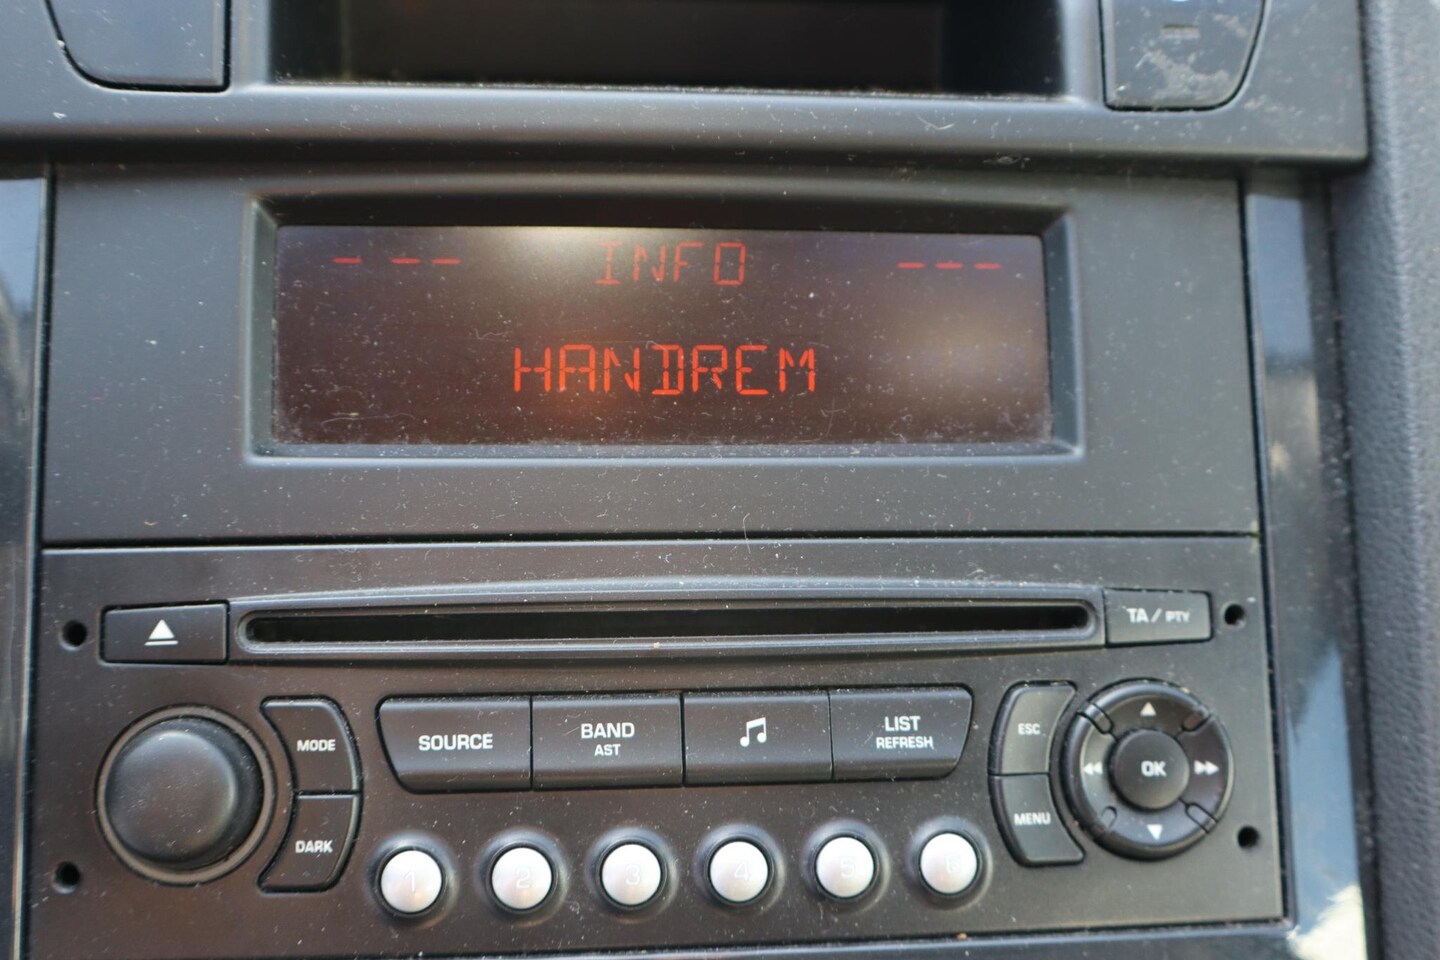 - -- INFO ---
HANDREM
TA / PTY
MODE
SOURCE
BAND
AST
LIST
REFRESH
ESC
OK
DARK
MENU
1 2 3 4 5 6